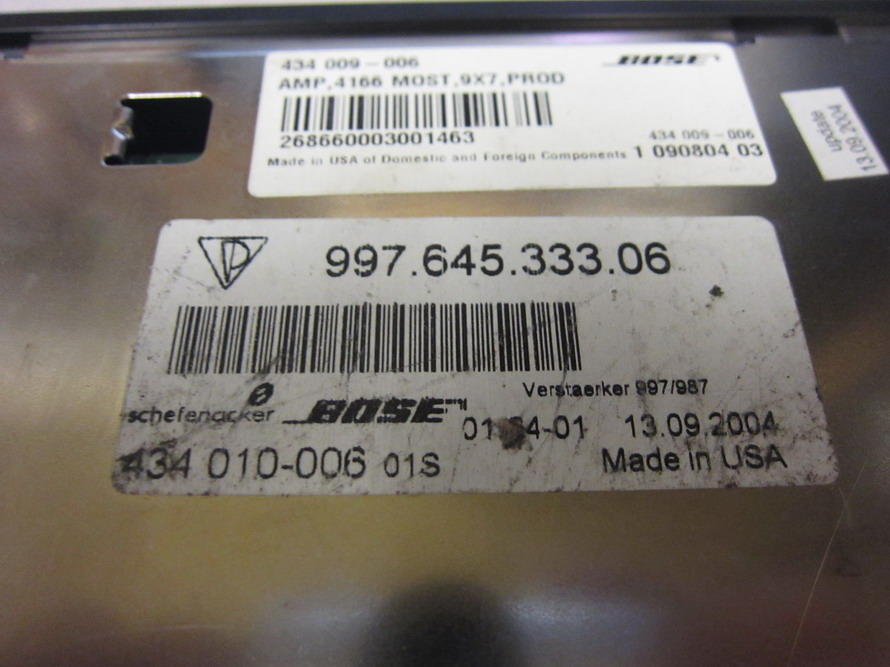 434 009-006 BOSE
AMP,4166 MOST,9X7,PROD
268660003001463 434 009-006
Made in USA of Domestic and Foreign Components 1 090804 03
update
13.09.2004
997.645.333.06
Verstaerker 997/987
schefenacker BOSE 13.09.2004
434 010-006 01S Made in USA